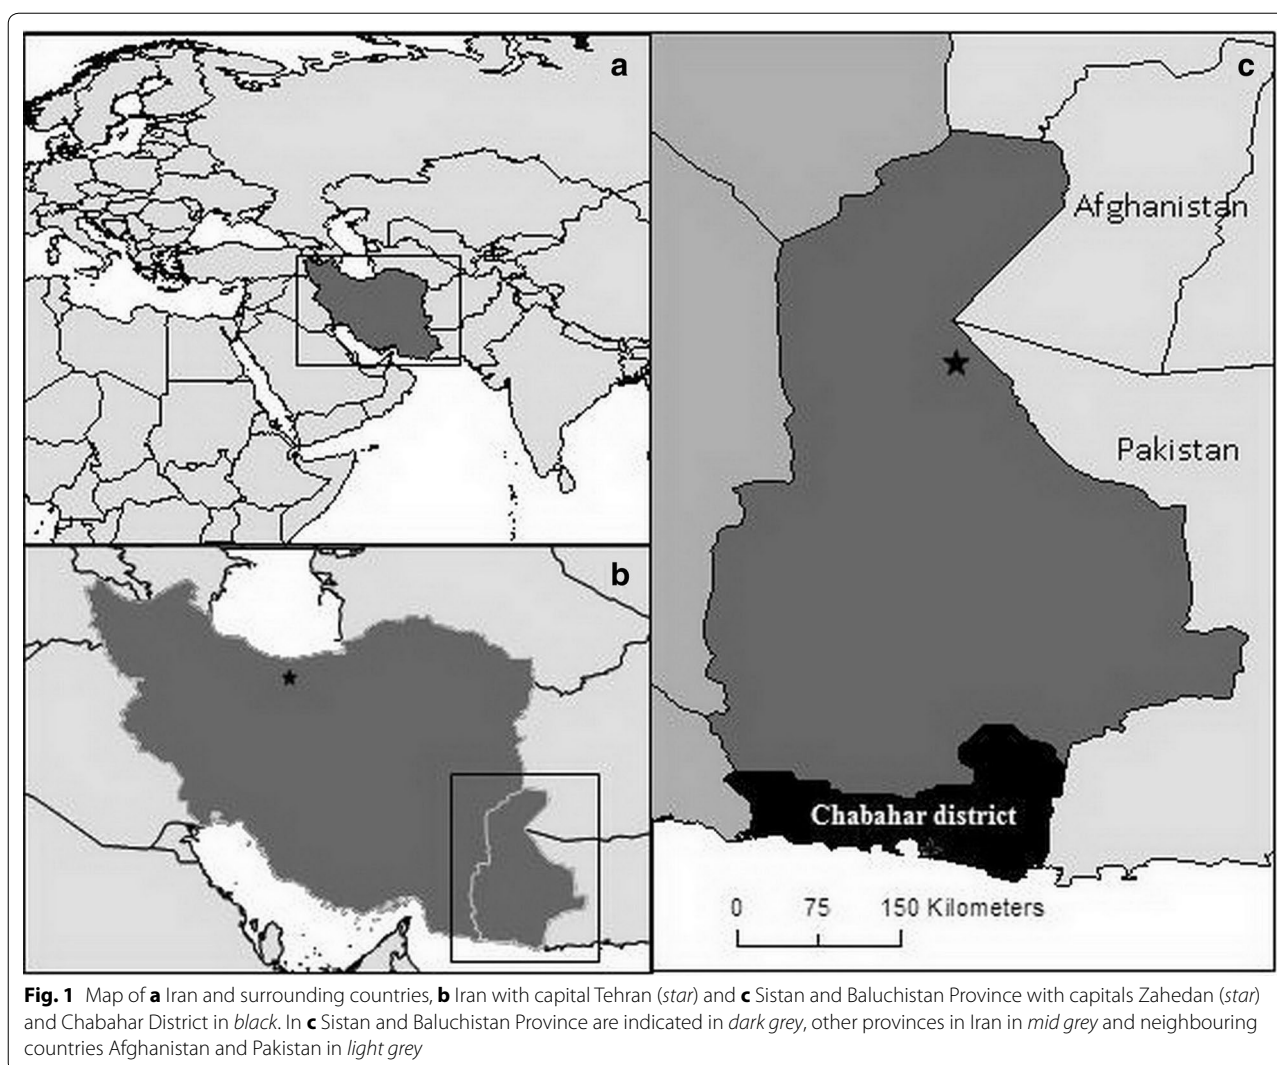 a
c
Afghanistan
Pakistan
b
Chabahar district
0 75 150 Kilometers
Fig. 1 Map of a Iran and surrounding countries, b Iran with capital Tehran (star) and c Sistan and Baluchistan Province with capitals Zahedan (star)
and Chabahar District in black. In c Sistan and Baluchistan Province are indicated in dark grey, other provinces in Iran in mid grey and neighbouring
countries Afghanistan and Pakistan in light grey